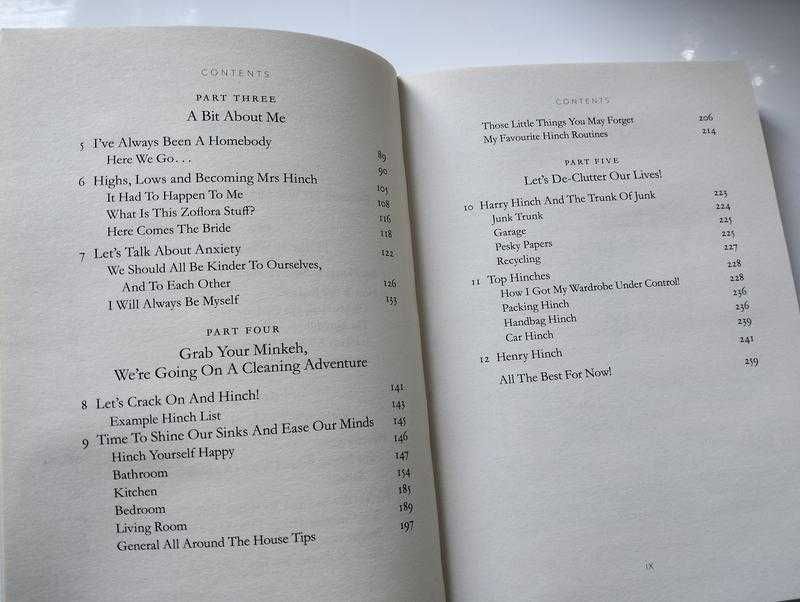 CONTENTS
PART THREE
A Bit About Me
5 I've Always Been A Homebody 89
Here We Go . . . 90
6 Highs, Lows and Becoming Mrs Hinch 105
It Had To Happen To Me 108
What Is This Zoflora Stuff? 116
Here Comes The Bride 118
7 Let's Talk About Anxiety 122
We Should All Be Kinder To Ourselves,
And To Each Other 126
I Will Always Be Myself 133
PART FOUR
Grab Your Minkeh,
We're Going On A Cleaning Adventure
8 Let's Crack On And Hinch! 141
Example Hinch List 143
9 Time To Shine Our Sinks And Ease Our Minds 145
Hinch Yourself Happy 146
Bathroom 147
Kitchen 154
Bedroom 185
Living Room 189
General All Around The House Tips 197
CONTENTS
Those Little Things You May Forget 206
My Favourite Hinch Routines 214
PART FIVE
Let's De-Clutter Our Lives!
10 Harry Hinch And The Trunk Of Junk 223
Junk Trunk 224
Garage 225
Pesky Papers 225
Recycling 227
11 Top Hinches 228
How I Got My Wardrobe Under Control! 228
Packing Hinch 236
Handbag Hinch 236
Car Hinch 239
12 Henry Hinch 241
All The Best For Now! 259
IX